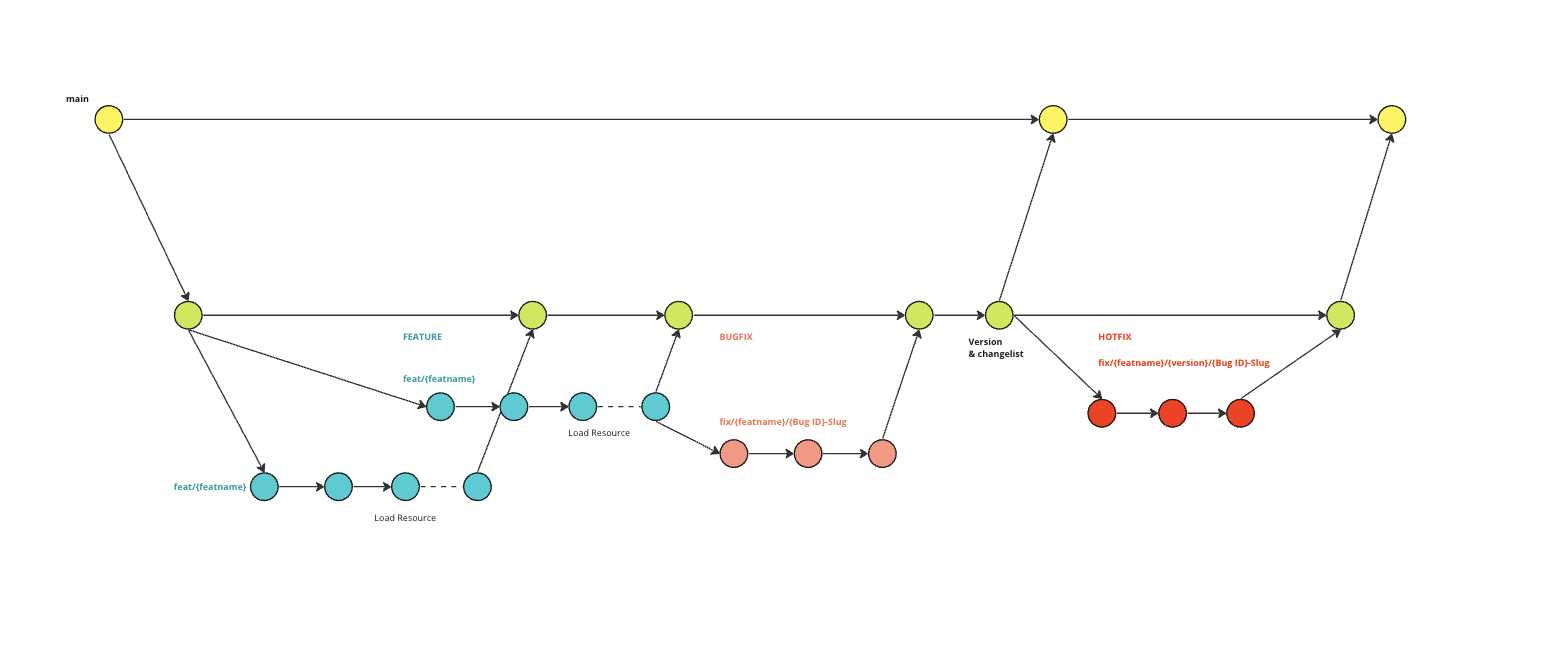 main
FEATURE
BUGFIX
Version
& changelist
HOTFIX
fix/{featname}/{version}/{Bug ID}-Slug
feat/{featname}
fix/{featname}/{Bug ID}-Slug
Load Resource
feat/{featname}
Load Resource